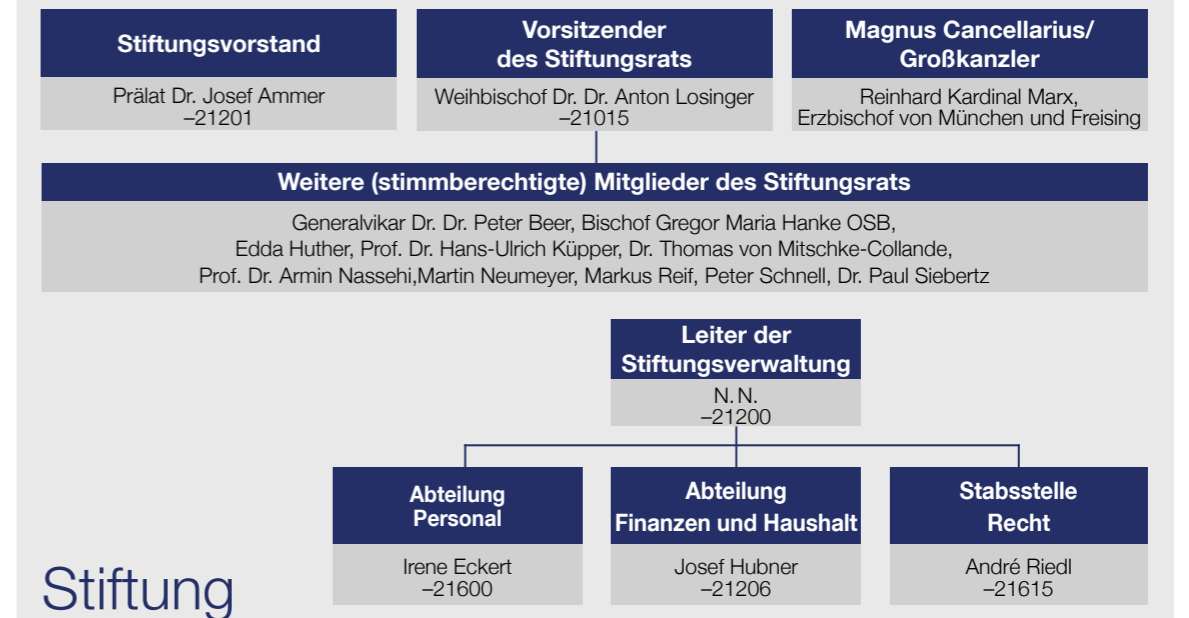 Stiftungsvorstand
Prälat Dr. Josef Ammer
–21201
Vorsitzender
des Stiftungsrats
Weihbischof Dr. Dr. Anton Losinger
–21015
Magnus Cancellarius/
Großkanzler
Reinhard Kardinal Marx,
Erzbischof von München und Freising
Weitere (stimmberechtigte) Mitglieder des Stiftungsrats
Generalvikar Dr. Dr. Peter Beer, Bischof Gregor Maria Hanke OSB,
Edda Huther, Prof. Dr. Hans-Ulrich Küpper, Dr. Thomas von Mitschke-Collande,
Prof. Dr. Armin Nassehi,Martin Neumeyer, Markus Reif, Peter Schnell, Dr. Paul Siebertz
Leiter der
Stiftungsverwaltung
N. N.
–21200
Abteilung
Personal
Irene Eckert
–21600
Abteilung
Finanzen und Haushalt
Josef Hubner
–21206
Stabsstelle
Recht
André Riedl
–21615
Stiftung